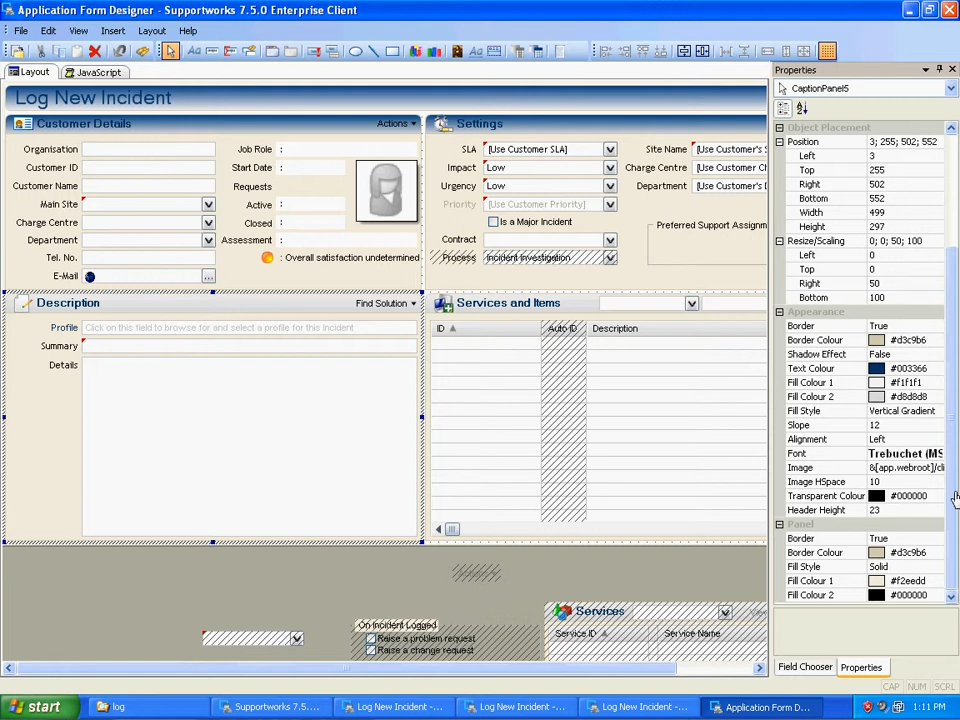 Application Form Designer - Supportworks 7.5.0 Enterprise Client
File Edit View Insert Layout Help
Layout JavaScript
Log New Incident
Customer Details Actions
Organisation
Customer ID
Customer Name
Main Site
Charge Centre
Department
Tel. No.
E-Mail
Job Role :
Start Date :
Requests
Active :
Closed :
Assessment :
: Overall satisfaction undetermined
Settings
SLA [Use Customer SLA]
Impact Low
Urgency Low
Priority [Use Customer Priority]
Is a Major Incident
Contract
Process Incident Investigation
Site Name [Use Customer's S
Charge Centre [Use Customer Ch
Department [Use Customer's D
Preferred Support Assignm
Description Find Solution
Profile Click on this field to browse for and select a profile for this Incident
Summary
Details
Services and Items
ID Auto ID Description
On Incident Logged
Raise a problem request
Raise a change request
Services View
Service ID Service Name
Properties
CaptionPanel5
Object Placement
Position 3; 255; 502; 552
Left 3
Top 255
Right 502
Bottom 552
Width 499
Height 297
Resize/Scaling 0; 0; 50; 100
Left 0
Top 0
Right 50
Bottom 100
Appearance
Border True
Border Colour #d3c9b6
Shadow Effect False
Text Colour #003366
Fill Colour 1 #f1f1f1
Fill Colour 2 #d8d8d8
Fill Style Vertical Gradient
Slope 12
Alignment Left
Font Trebuchet (MS
Image &[app.webroot]/cli
Image HSpace 10
Transparent Colour #000000
Header Height 23
Panel
Border True
Border Colour #d3c9b6
Fill Style Solid
Fill Colour 1 #f2eedd
Fill Colour 2 #000000
Field Chooser Properties
CAP NUM SCRL
start log Supportworks 7.5.0.... Log New Incident -... Log New Incident -... Log New Incident -... Application Form D... 1:11 PM